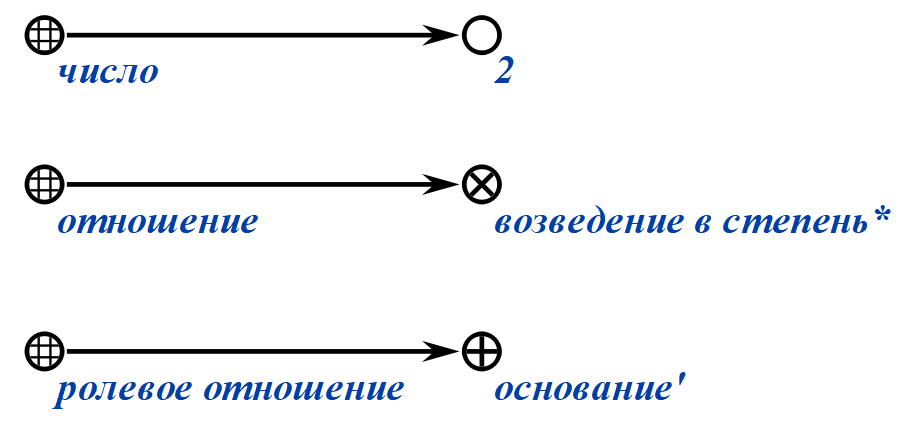 число
2
отношение
возведение в степень*
ролевое отношение
основание'